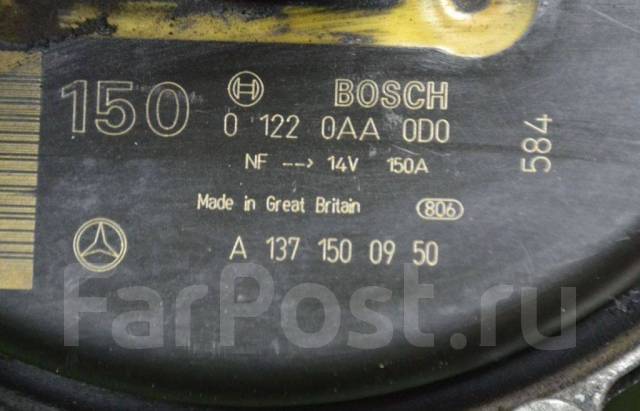 150 BOSCH
0 122 0AA 0D0
NF --> 14V 150A
584
Made in Great Britain 806
A 137 150 09 50
FarPost.ru